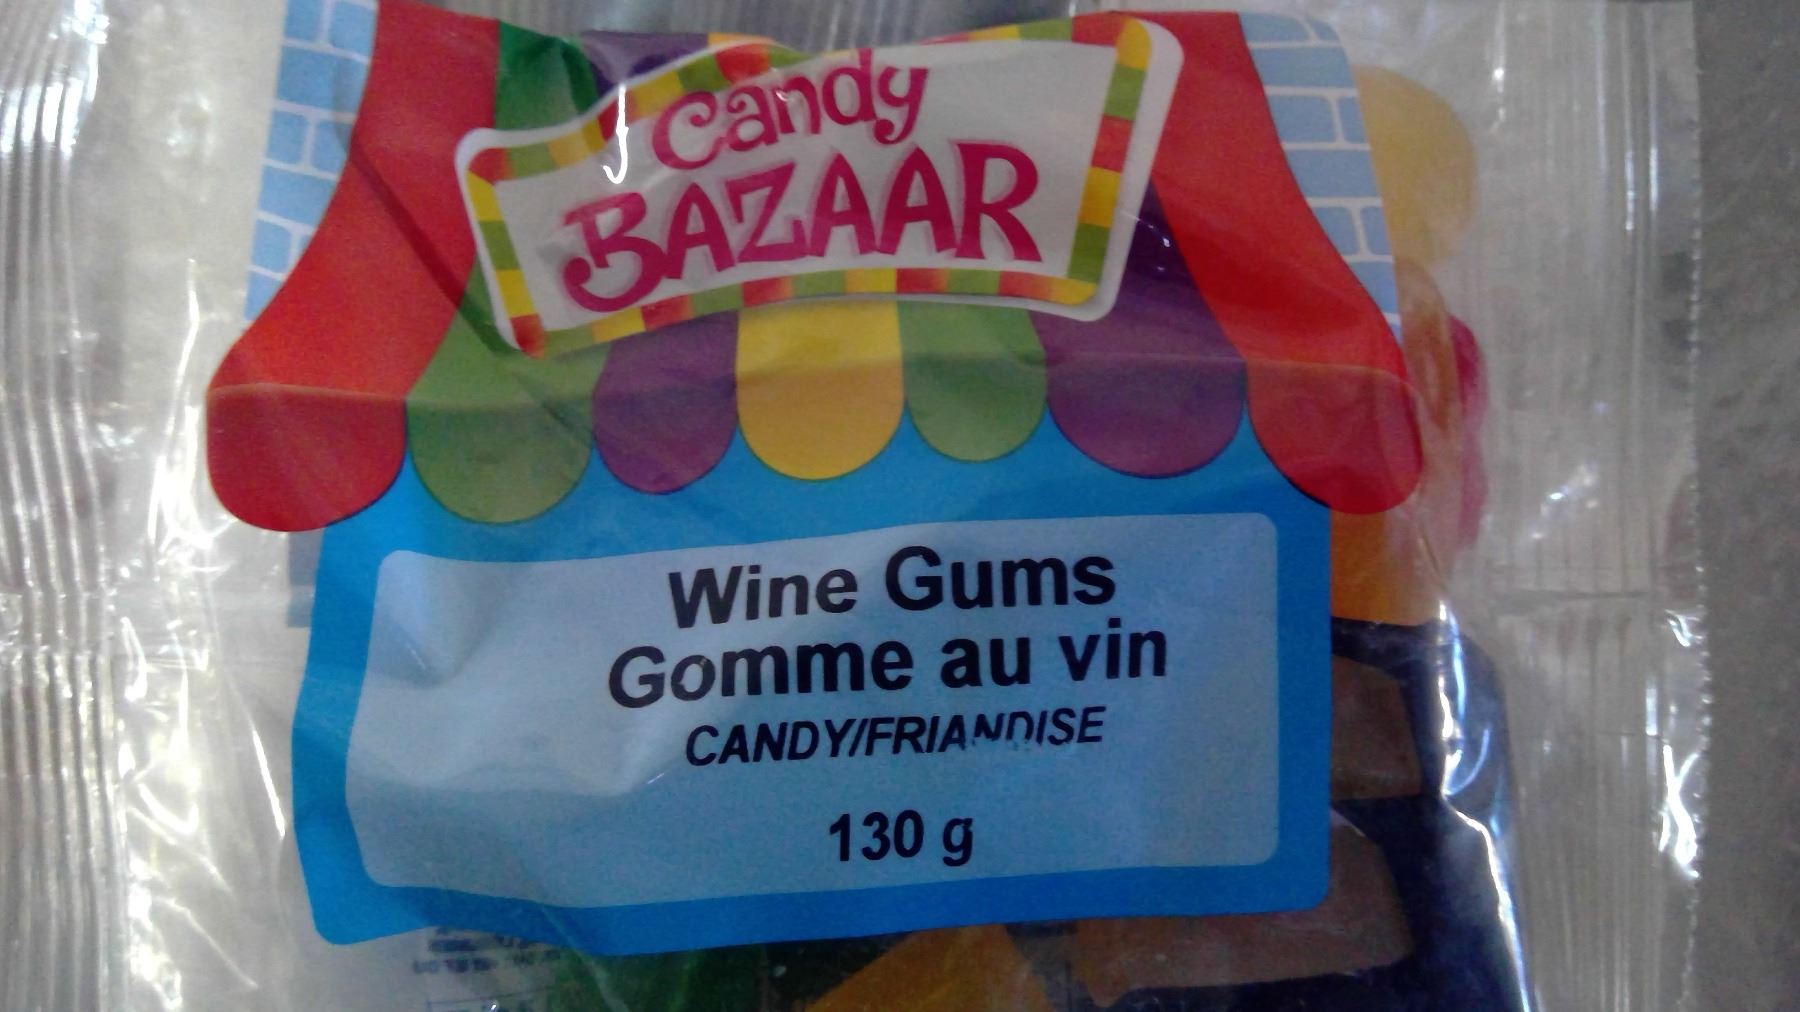 Candy
BAZAAR
Wine Gums
Gomme au vin
CANDY/FRIANDISE
130 g